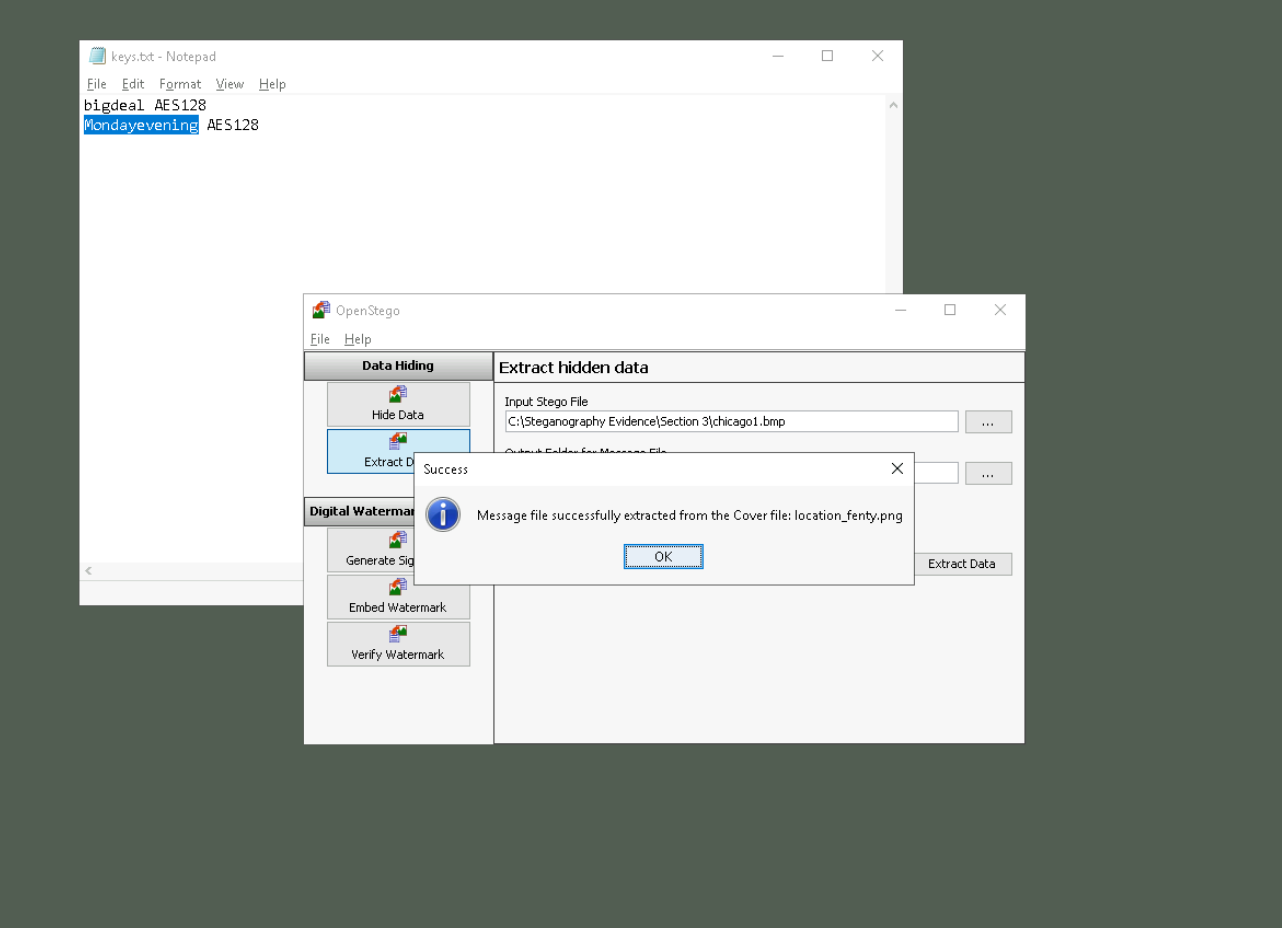 keys.txt - Notepad
File Edit Format View Help
bigdeal AES128
Mondayevening AES128
OpenStego
File Help
Data Hiding
Hide Data
Extract D
Digital Watermar
Generate Sig
Embed Watermark
Verify Watermark
Extract hidden data
Input Stego File
C:\Steganography Evidence\Section 3\chicago1.bmp
...
Output Folder for Message File
...
Extract Data
Success
Message file successfully extracted from the Cover file: location_fenty.png
OK